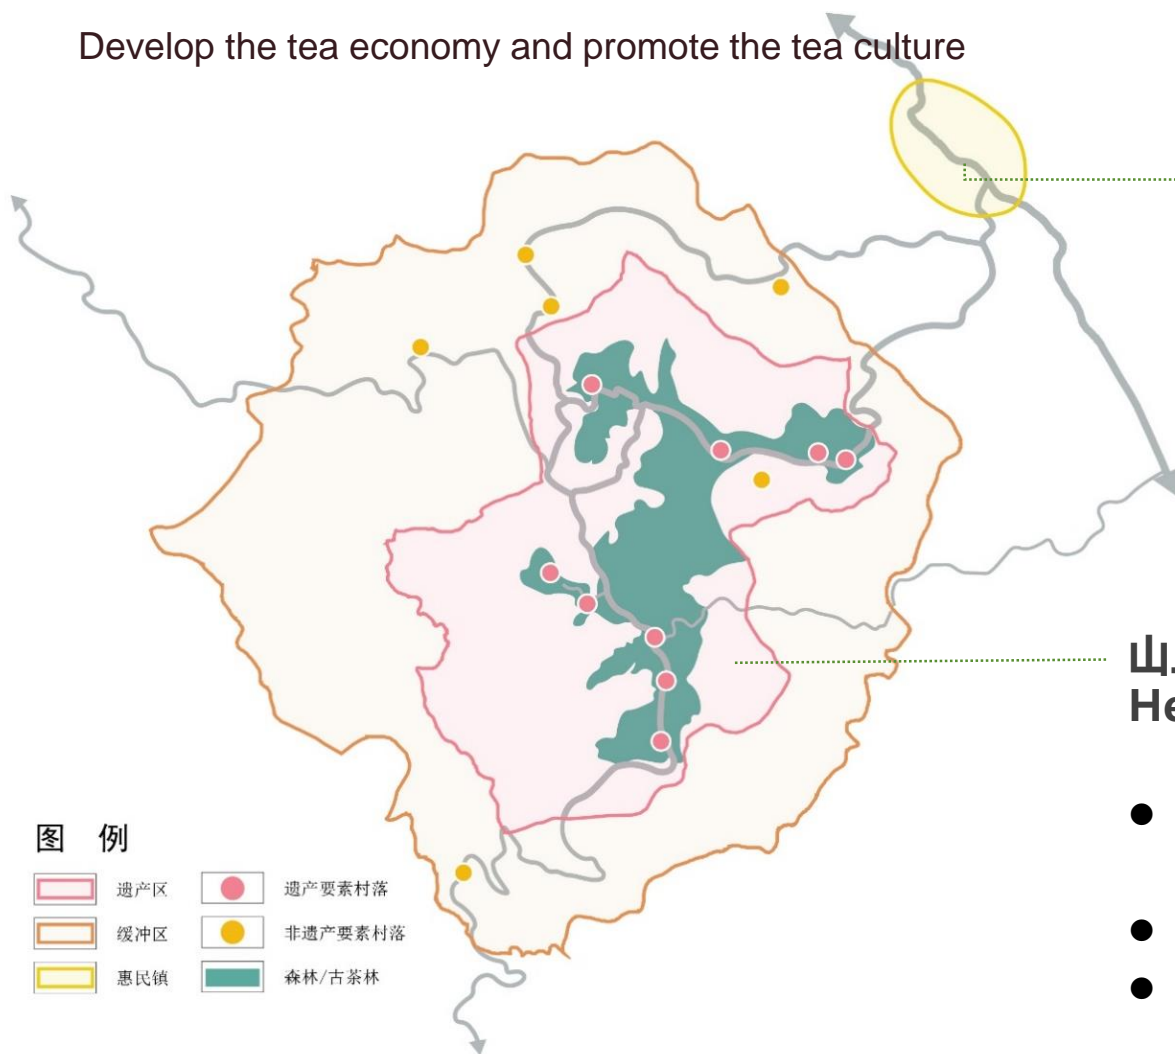 Develop the tea economy and promote the tea culture
山
He
图 例
遗产区
遗产要素村落
缓冲区
非遗产要素村落
惠民镇
森林/古茶林